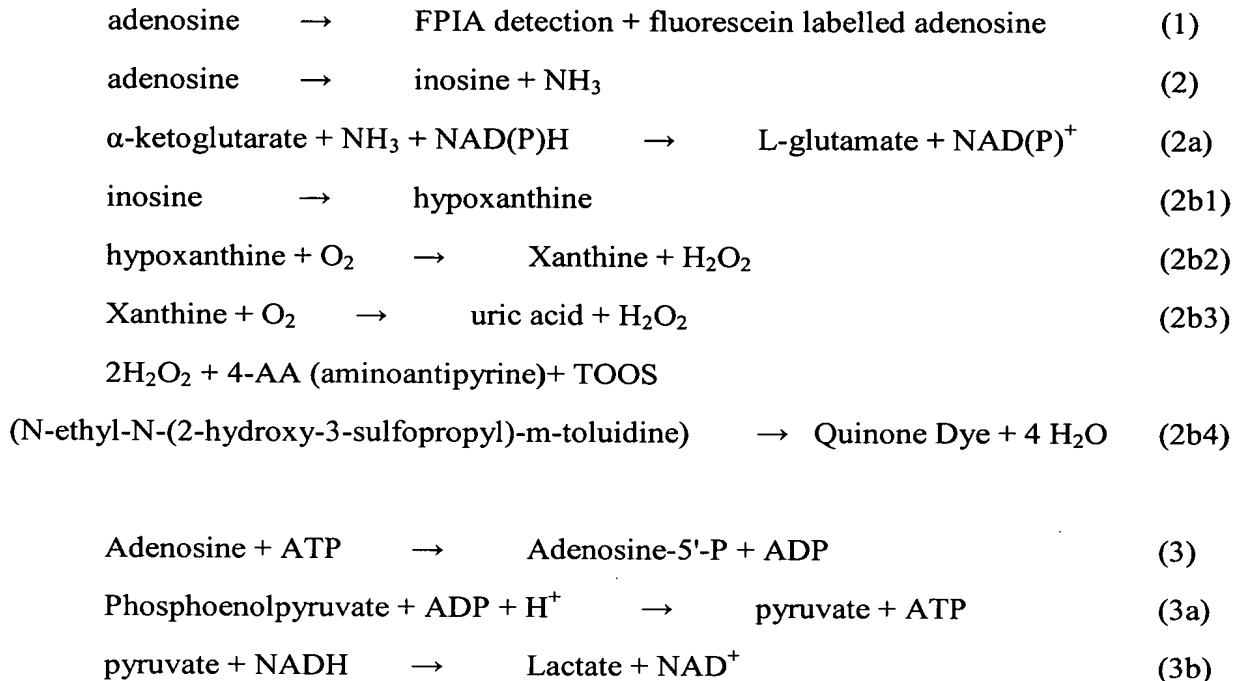 adenosine → FPIA detection + fluorescein labelled adenosine (1)
adenosine → inosine + NH₃ (2)
α-ketoglutarate + NH₃ + NAD(P)H → L-glutamate + NAD(P)⁺ (2a)
inosine → hypoxanthine (2b1)
hypoxanthine + O₂ → Xanthine + H₂O₂ (2b2)
Xanthine + O₂ → uric acid + H₂O₂ (2b3)
2H₂O₂ + 4-AA (aminoantipyrine)+ TOOS
(N-ethyl-N-(2-hydroxy-3-sulfopropyl)-m-toluidine) → Quinone Dye + 4 H₂O (2b4)
Adenosine + ATP → Adenosine-5'-P + ADP (3)
Phosphoenolpyruvate + ADP + H⁺ → pyruvate + ATP (3a)
pyruvate + NADH → Lactate + NAD⁺ (3b)